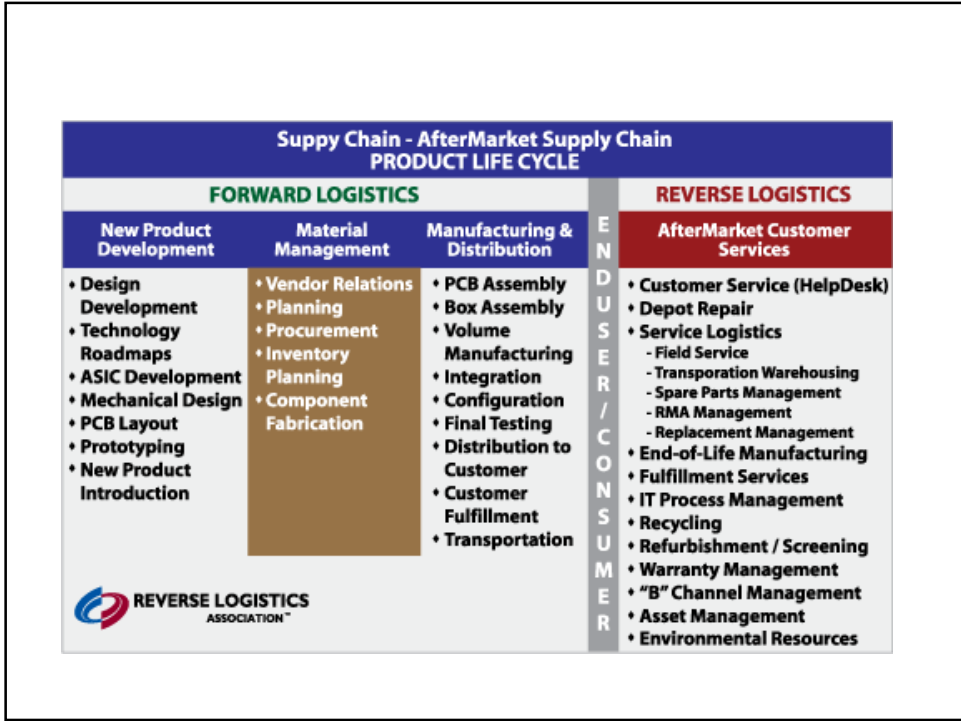 Suppy Chain - AfterMarket Supply Chain
PRODUCT LIFE CYCLE
FORWARD LOGISTICS
New Product
Development
♦ Design
Development
♦ Technology
Roadmaps
♦ ASIC Development
♦ Mechanical Design
♦ PCB Layout
♦ Prototyping
♦ New Product
Introduction
Material
Management
♦ Vendor Relations
♦ Planning
♦ Procurement
♦ Inventory
Planning
♦ Component
Fabrication
Manufacturing &
Distribution
♦ PCB Assembly
♦ Box Assembly
♦ Volume
Manufacturing
♦ Integration
♦ Configuration
♦ Final Testing
♦ Distribution to
Customer
♦ Customer
Fulfillment
♦ Transportation
END USER/CONSUMER
REVERSE LOGISTICS
AfterMarket Customer
Services
♦ Customer Service (HelpDesk)
♦ Depot Repair
♦ Service Logistics
- Field Service
- Transporation Warehousing
- Spare Parts Management
- RMA Management
- Replacement Management
♦ End-of-Life Manufacturing
♦ Fulfillment Services
♦ IT Process Management
♦ Recycling
♦ Refurbishment / Screening
♦ Warranty Management
♦ “B” Channel Management
♦ Asset Management
♦ Environmental Resources
REVERSE LOGISTICS
ASSOCIATION™